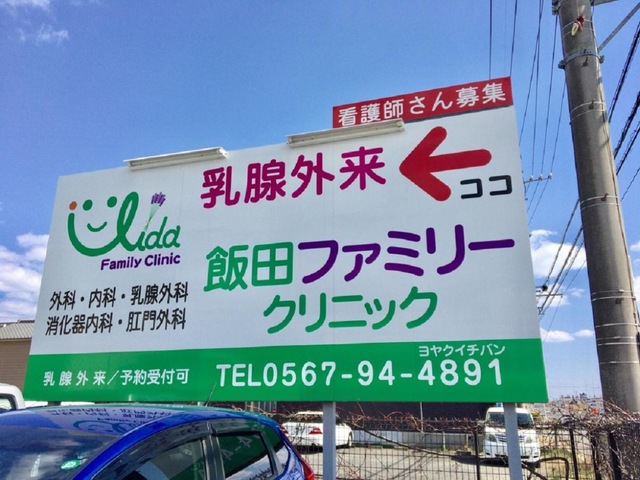 看護師さん募集
乳腺外来
ココ
iida
Family Clinic
飯田ファミリー
クリニック
外科・内科・乳腺外科
消化器内科・肛門外科
ヨヤクイチバン
乳腺外来/予約受付可
TEL0567-94-4891